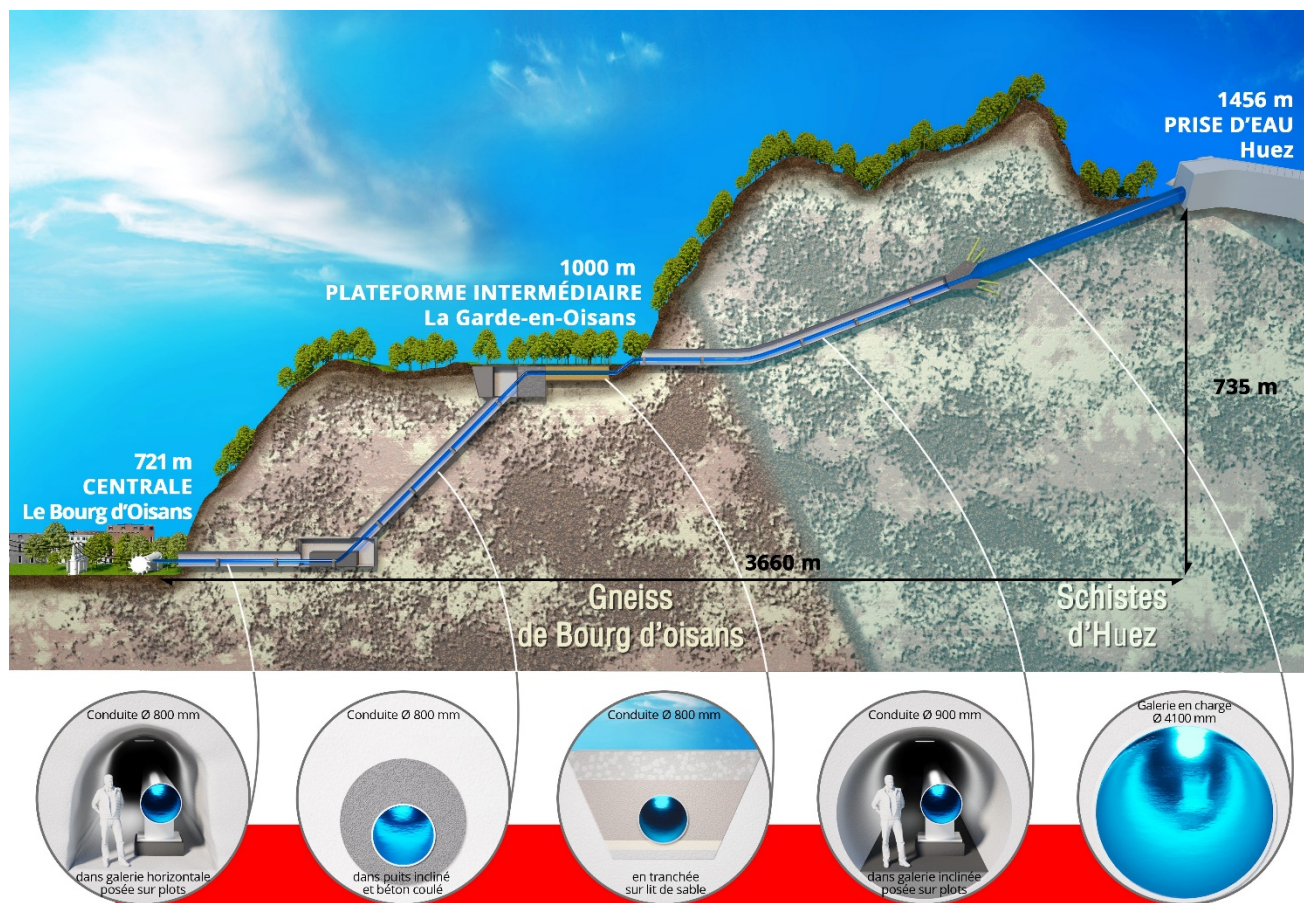 1456 m
PRISE D'EAU
Huez
1000 m
PLATEFORME INTERMÉDIAIRE
La Garde-en-Oisans
735 m
721 m
CENTRALE
Le Bourg d'Oisans
3660 m
Gneiss
de Bourg d'oisans
Schistes
d'Huez
Conduite Ø 800 mm
dans galerie horizontale
posée sur plots
Conduite Ø 800 mm
dans puits incliné
et béton coulé
Conduite Ø 800 mm
en tranchée
sur lit de sable
Conduite Ø 900 mm
dans galerie inclinée
posée sur plots
Galerie en charge
Ø 4100 mm